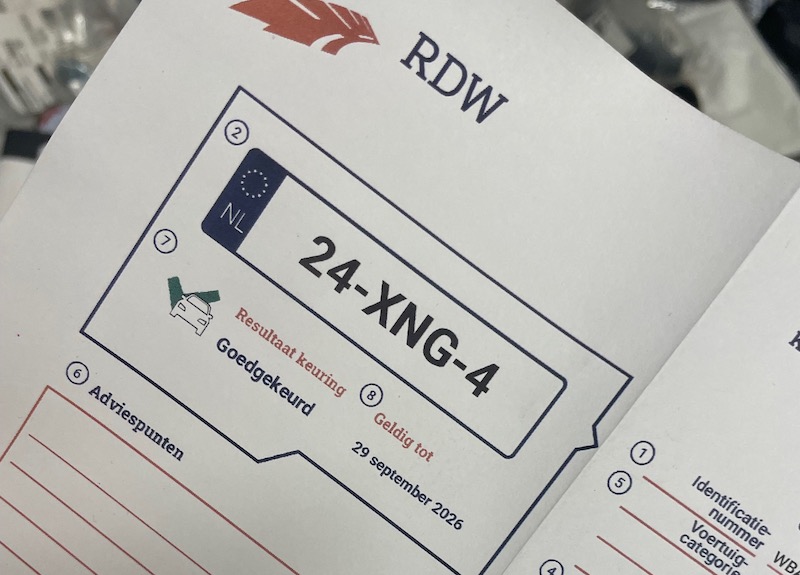 RDW
2
NL
24-XNG-4
7
Resultaat keuring
Goedgekeurd
8
Geldig tot
29 september 2026
6
Adviespunten
1
Identificatie-
nummer
5
Voertuig-
categorie
4